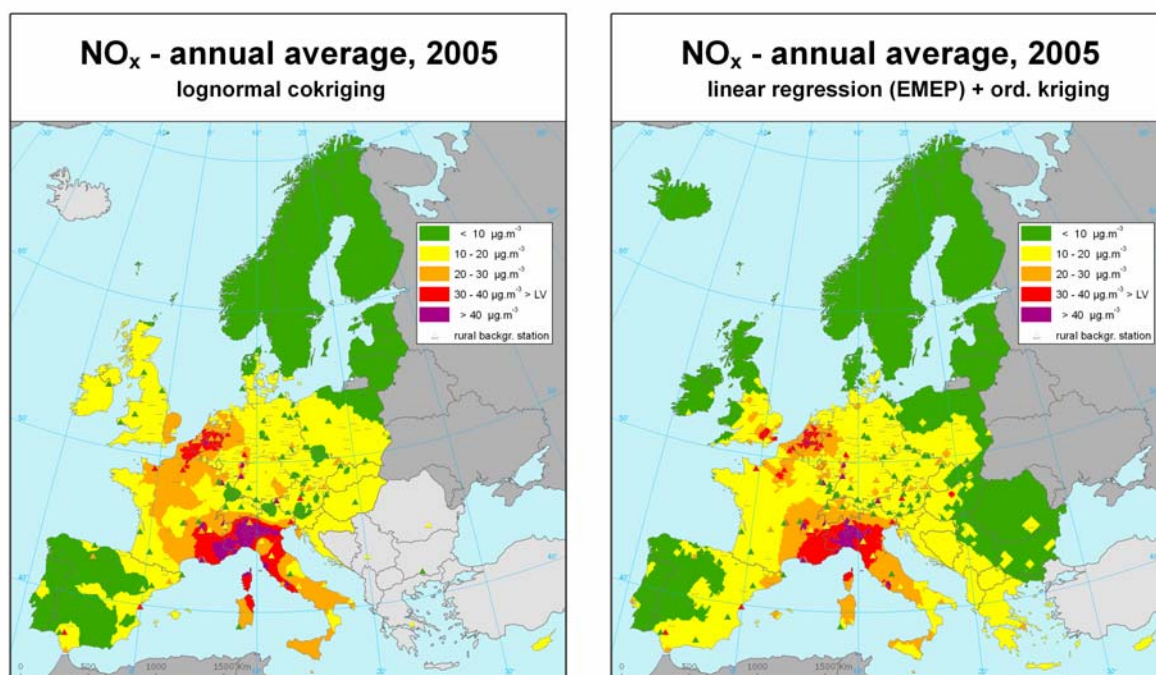 NOx - annual average, 2005
lognormal cokriging
< 10 µg.m-3
10 - 20 µg.m-3
20 - 30 µg.m-3
30 - 40 µg.m-3 > LV
> 40 µg.m-3
rural backgr. station
0 500 1000 1500 Km
NOx - annual average, 2005
linear regression (EMEP) + ord. kriging
< 10 µg.m-3
10 - 20 µg.m-3
20 - 30 µg.m-3
30 - 40 µg.m-3 > LV
> 40 µg.m-3
rural backgr. station
0 500 1000 1500 Km